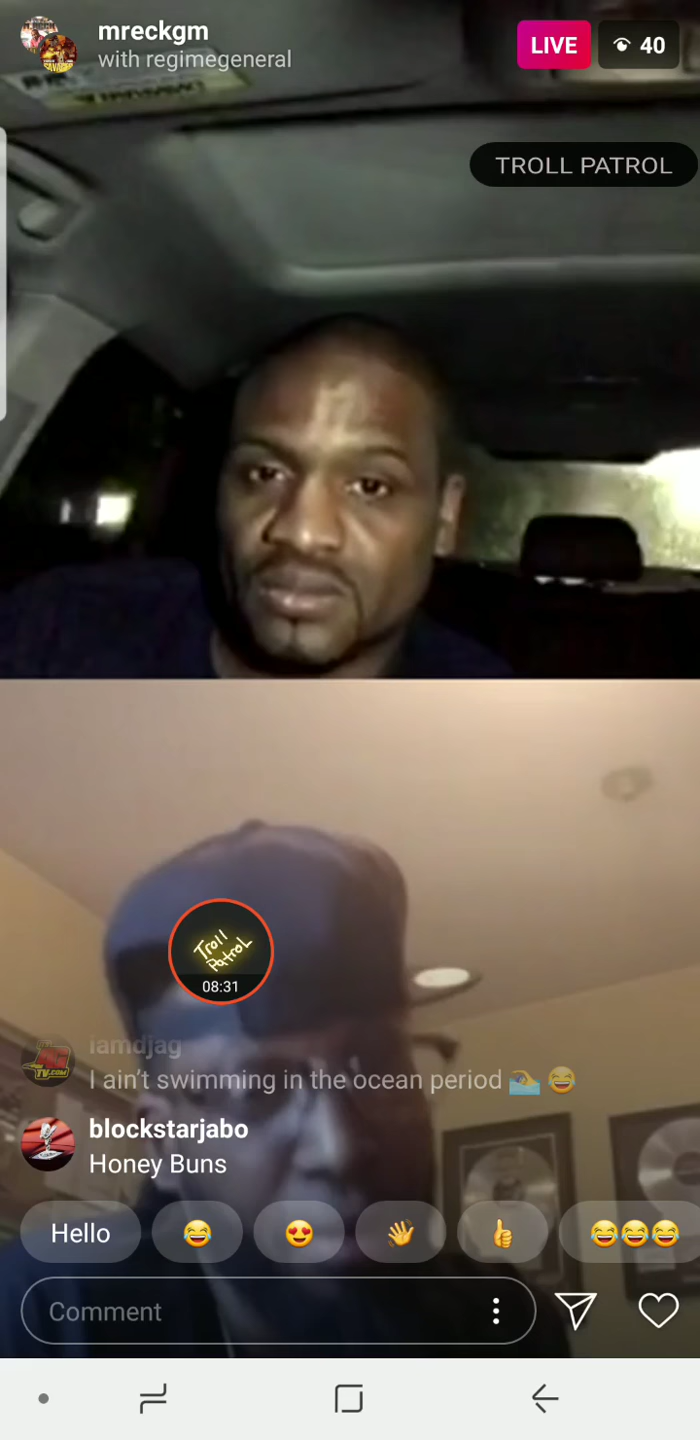 mreckgm
with regimegeneral
LIVE
40
TROLL PATROL
Troll
PatroL
08:31
iamdjag
I ain't swimming in the ocean period 🏊😂
blockstarjabo
Honey Buns
Hello
😂
😍
👋
👍
😂😂😂
Comment